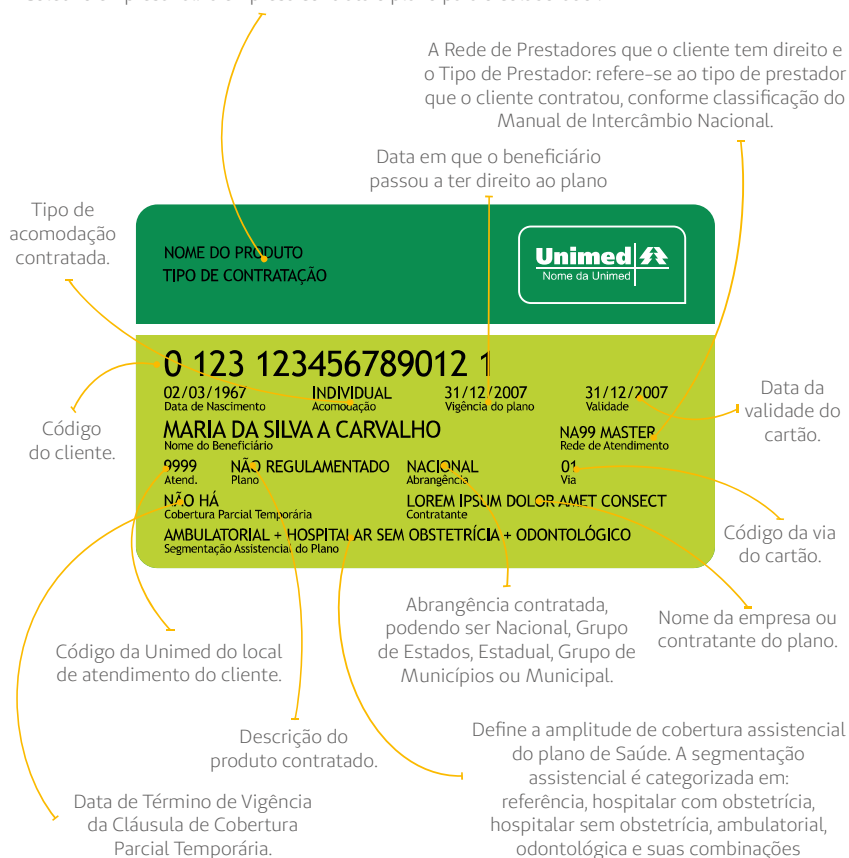 A Rede de Prestadores que o cliente tem direito e
o Tipo de Prestador: refere-se ao tipo de prestador
que o cliente contratou, conforme classificação do
Manual de Intercâmbio Nacional.
Data em que o beneficiário
passou a ter direito ao plano
Tipo de
acomodação
contratada.
NOME DO PRODUTO
TIPO DE CONTRATAÇÃO
Unimed
Nome da Unimed
0 123 123456789012 1
02/03/1967 INDIVIDUAL 31/12/2007 31/12/2007
Data de Nascimento Acomodação Vigência do plano Validade
MARIA DA SILVA A CARVALHO NA99 MASTER
Nome do Beneficiário Rede de Atendimento
9999 NÃO REGULAMENTADO NACIONAL 01
Atend. Plano Abrangência Via
NÃO HÁ LOREM IPSUM DOLOR AMET CONSECT
Cobertura Parcial Temporária Contratante
AMBULATORIAL + HOSPITALAR SEM OBSTETRÍCIA + ODONTOLÓGICO
Segmentação Assistencial do Plano
Código
do cliente.
Data da
validade do
cartão.
Código da via
do cartão.
Nome da empresa ou
contratante do plano.
Abrangência contratada,
podendo ser Nacional, Grupo
de Estados, Estadual, Grupo de
Municípios ou Municipal.
Código da Unimed do local
de atendimento do cliente.
Descrição do
produto contratado.
Define a amplitude de cobertura assistencial
do plano de Saúde. A segmentação
assistencial é categorizada em:
referência, hospitalar com obstetrícia,
hospitalar sem obstetrícia, ambulatorial,
odontológica e suas combinações
Data de Término de Vigência
da Cláusula de Cobertura
Parcial Temporária.